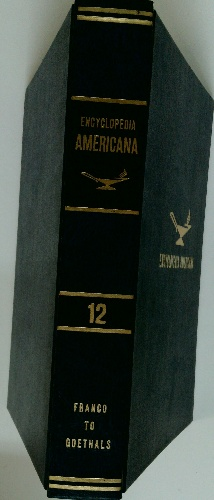 ENCYCLOPEDIA
AMERICANA
12
FRANCO
TO
GOETHALS